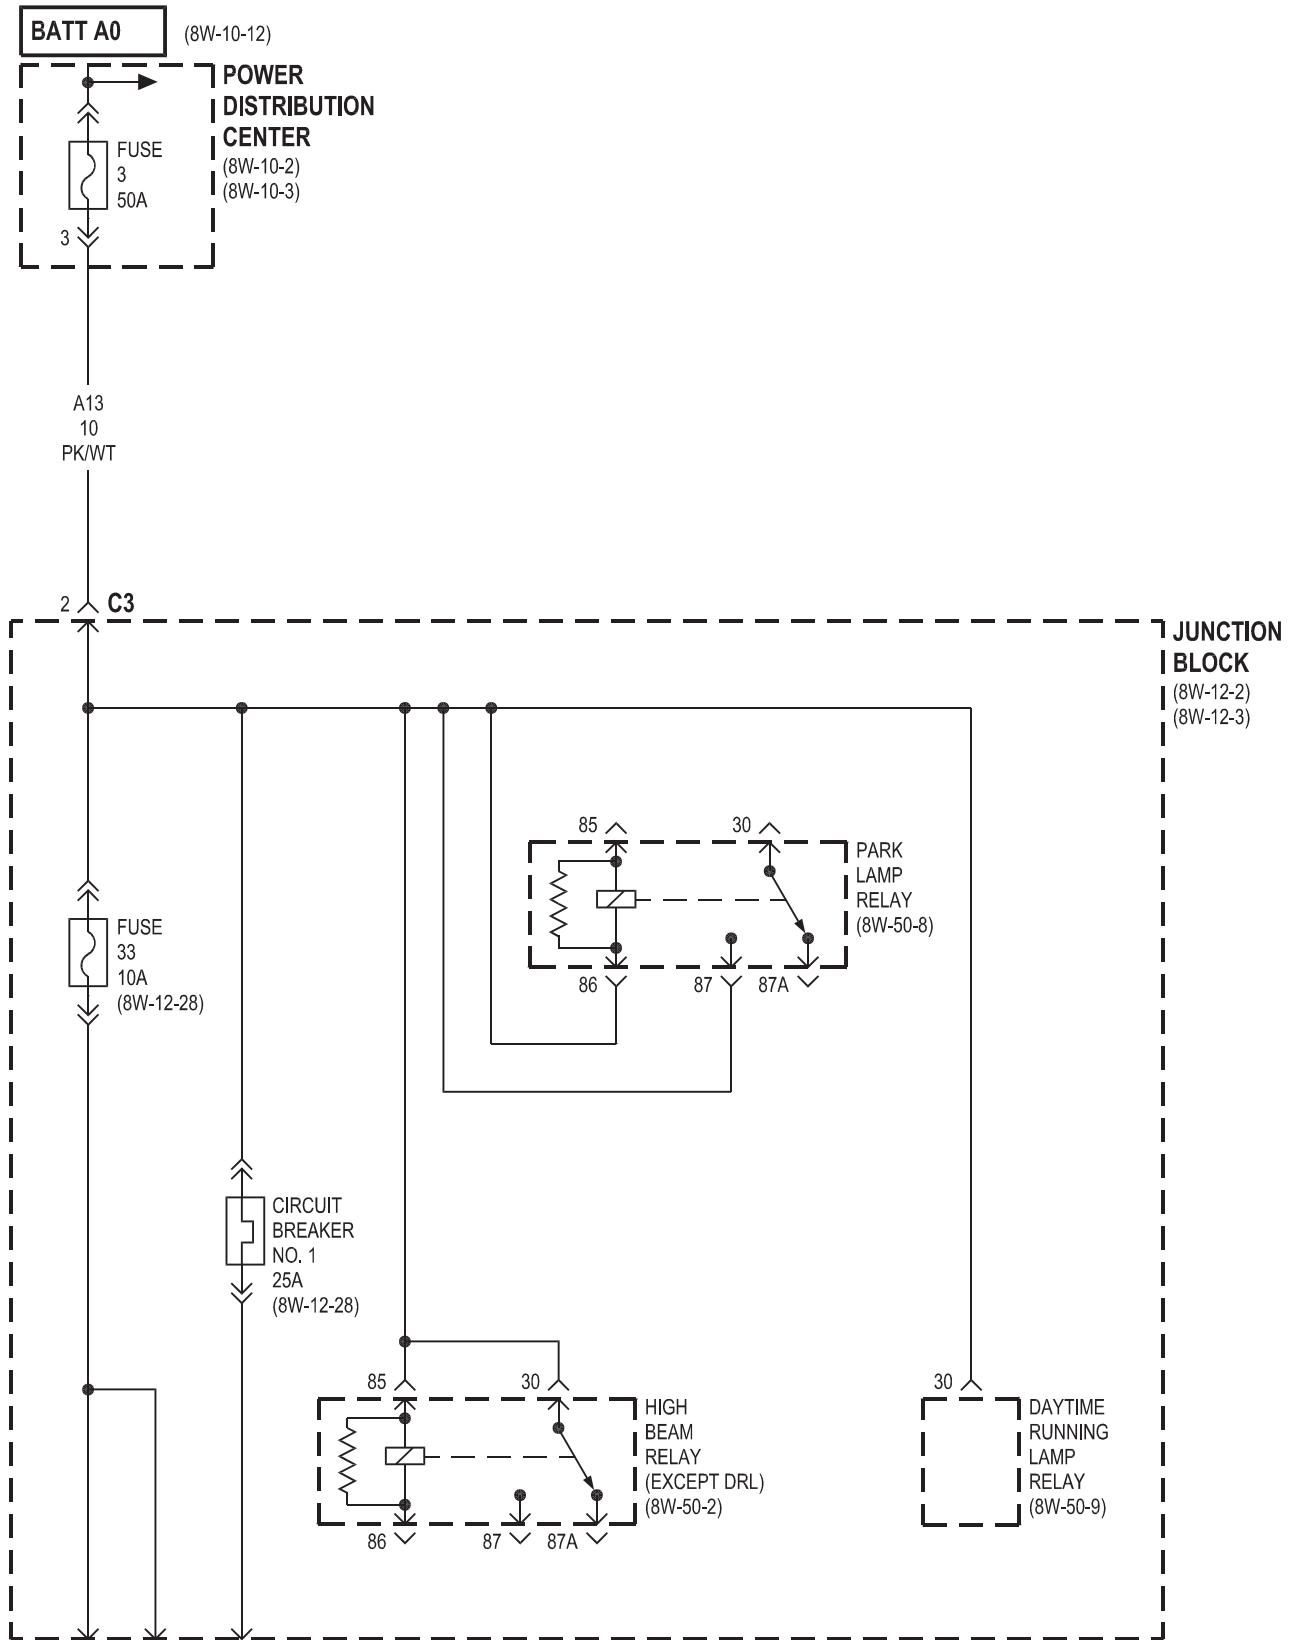 BATT A0
(8W-10-12)
POWER
DISTRIBUTION
CENTER
(8W-10-2)
(8W-10-3)
FUSE
3
50A
3
A13
10
PK/WT
2
C3
JUNCTION
BLOCK
(8W-12-2)
(8W-12-3)
85
30
PARK
LAMP
RELAY
(8W-50-8)
86
87
87A
FUSE
33
10A
(8W-12-28)
CIRCUIT
BREAKER
NO. 1
25A
(8W-12-28)
85
30
HIGH
BEAM
RELAY
(EXCEPT DRL)
(8W-50-2)
86
87
87A
30
DAYTIME
RUNNING
LAMP
RELAY
(8W-50-9)